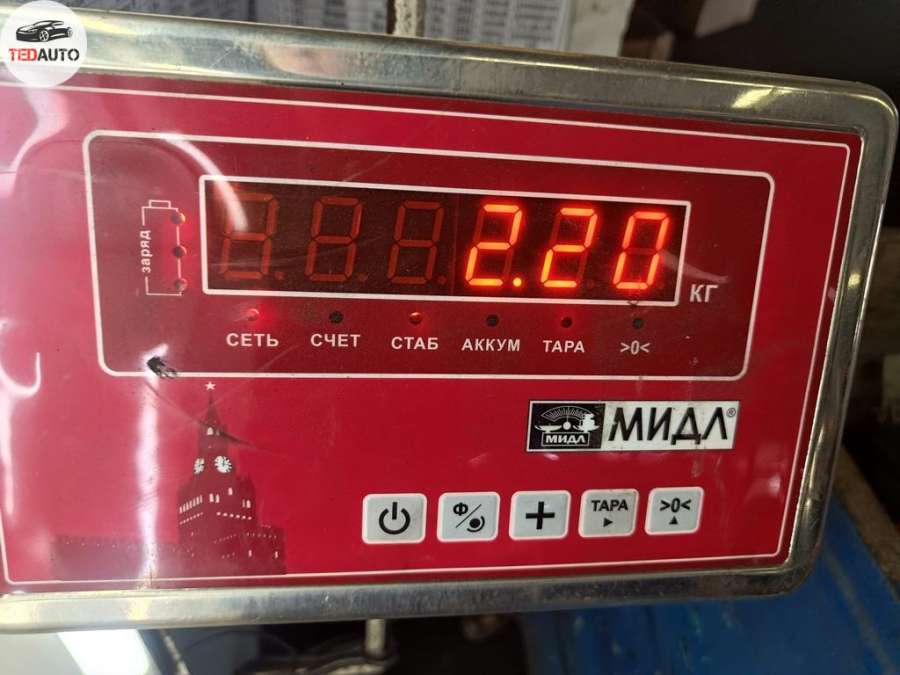 TEDAUTO
заряд
2.20
КГ
СЕТЬ СЧЕТ СТАБ АККУМ ТАРА >0<
МИДЛ МИДЛ®
Ф + ТАРА >0<